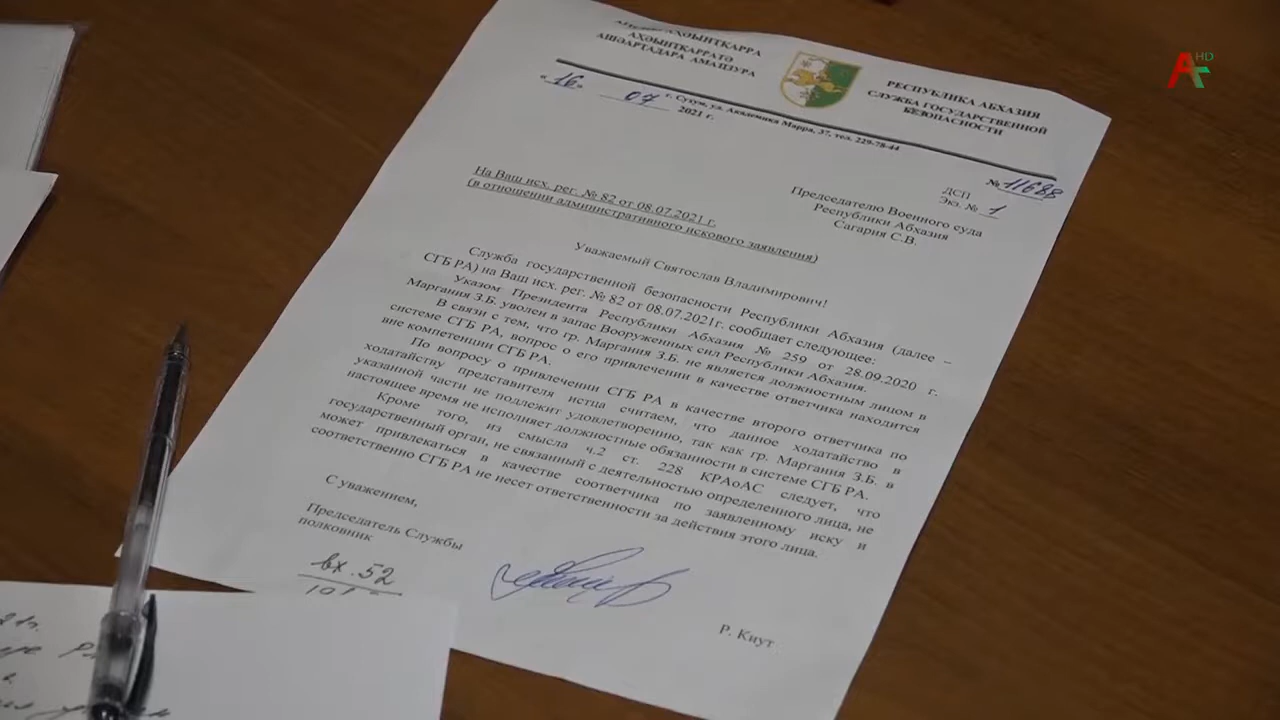 АҲӘЫНҬҚАРРА
АҲӘЫНҬҚАРРАТӘ
АШӘАРҬАДАРА АМАҴЗУРА
РЕСПУБЛИКА АБХАЗИЯ
СЛУЖБА ГОСУДАРСТВЕННОЙ
БЕЗОПАСНОСТИ
г. Сухум, ул. Академика Марра, 37, тел. 229-78-44
«16» 07 2021 г.
№ 11688
ДСП
Экз. № 1
На Ваш исх. рег. № 82 от 08.07.2021 г.
(в отношении административного искового заявления)
Председателю Военного суда
Республики Абхазия
Сагария С.В.
Уважаемый Святослав Владимирович!
Служба государственной безопасности Республики Абхазия (далее –
СГБ РА) на Ваш исх. рег. № 82 от 08.07.2021г. сообщает следующее:
Указом Президента Республики Абхазия № 259 от 28.09.2020 г.
Маргания З.Б. уволен в запас Вооруженных сил Республики Абхазия.
В связи с тем, что гр. Маргания З.Б. не является должностным лицом в
системе СГБ РА, вопрос о его привлечении в качестве ответчика находится
вне компетенции СГБ РА.
По вопросу о привлечении СГБ РА в качестве второго ответчика по
ходатайству представителя истца считаем, что данное ходатайство в
указанной части не подлежит удовлетворению, так как гр. Маргания З.Б. в
настоящее время не исполняет должностные обязанности в системе СГБ РА.
Кроме того, из смысла ч.2 ст. 228 КРАоАС следует, что
государственный орган, не связанный с деятельностью определенного лица, не
может привлекаться в качестве соответчика по заявленному иску и
соответственно СГБ РА не несет ответственности за действия этого лица.
С уважением,
Председатель Службы
полковник
Р. Киут
вх. 52
HD